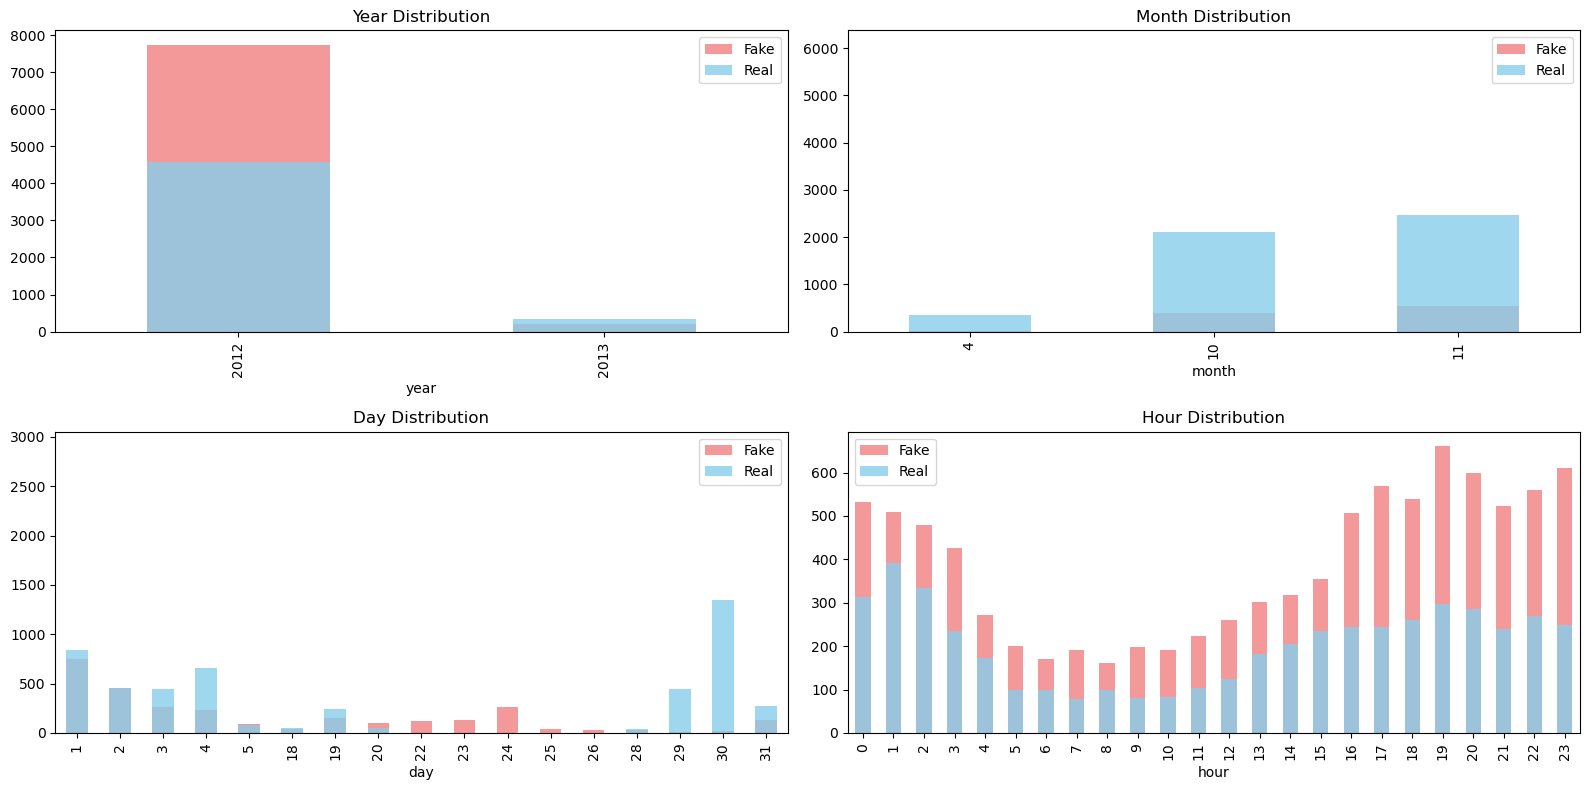 Year Distribution
8000
7000
6000
5000
4000
3000
2000
1000
0
Fake
Real
2012
2013
year
Month Distribution
6000
5000
4000
3000
2000
1000
0
Fake
Real
4
10
11
month
Day Distribution
3000
2500
2000
1500
1000
500
0
Fake
Real
1 2 3 4 5 18 19 20 22 23 24 25 26 28 29 30 31
day
Hour Distribution
600
500
400
300
200
100
0
Fake
Real
0 1 2 3 4 5 6 7 8 9 10 11 12 13 14 15 16 17 18 19 20 21 22 23
hour